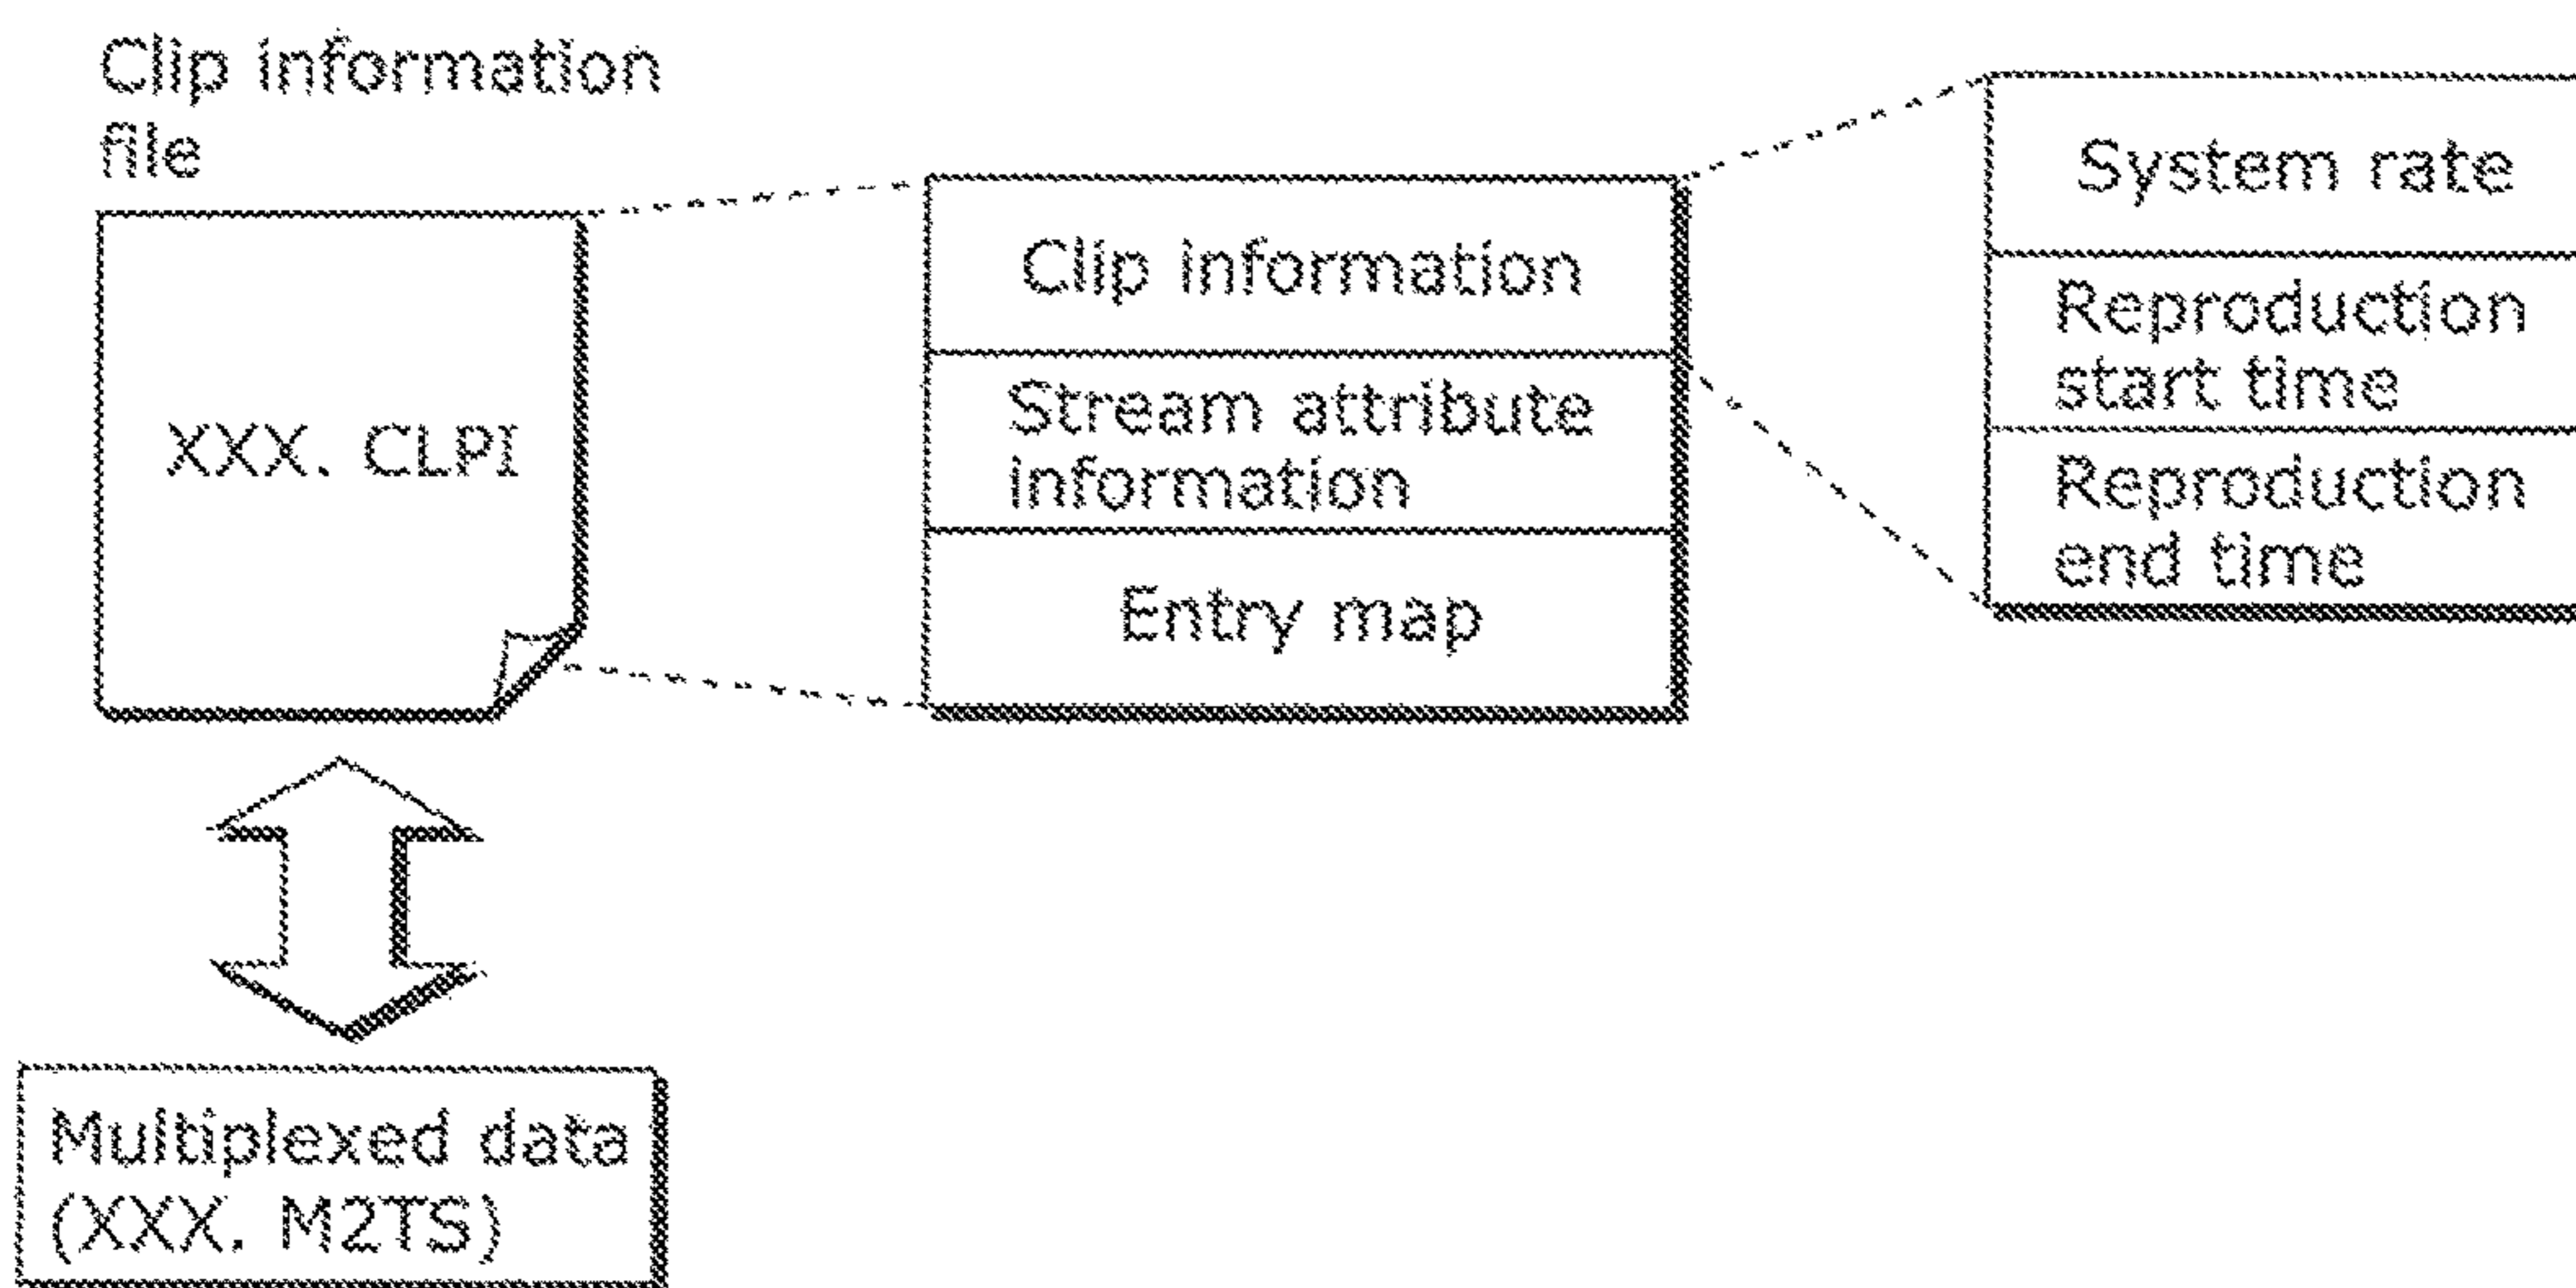 Clip information
file
XXX. CLPI
Clip information
Stream attribute
information
Entry map
System rate
Reproduction
start time
Reproduction
end time
Multiplexed data
(XXX. M2TS)